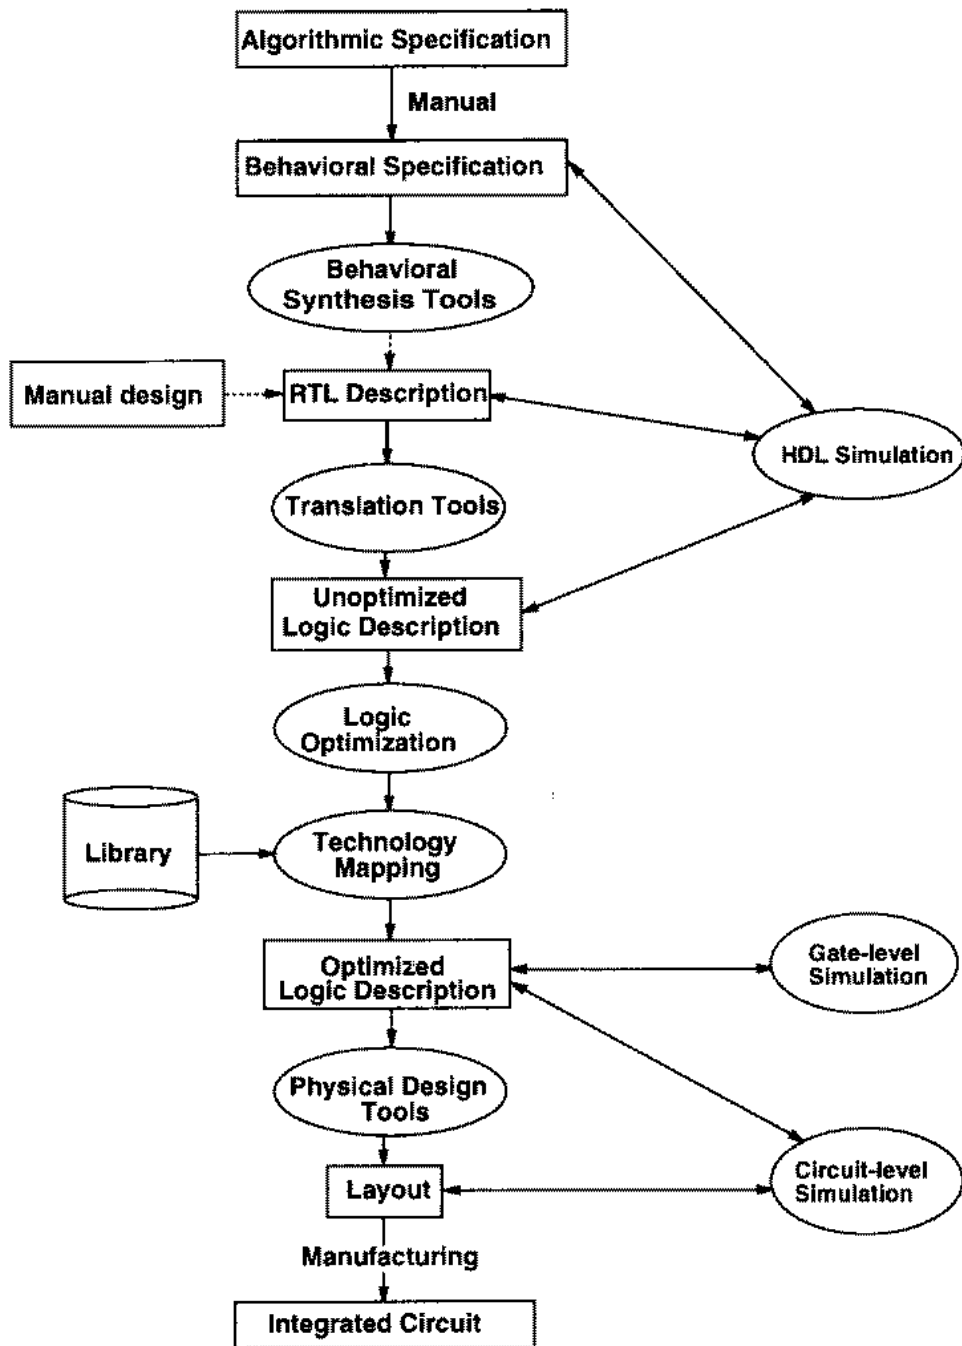 Algorithmic Specification
Manual
Behavioral Specification
Behavioral
Synthesis Tools
Manual design
RTL Description
HDL Simulation
Translation Tools
Unoptimized
Logic Description
Logic
Optimization
Library
Technology
Mapping
Optimized
Logic Description
Gate-level
Simulation
Physical Design
Tools
Circuit-level
Simulation
Layout
Manufacturing
Integrated Circuit